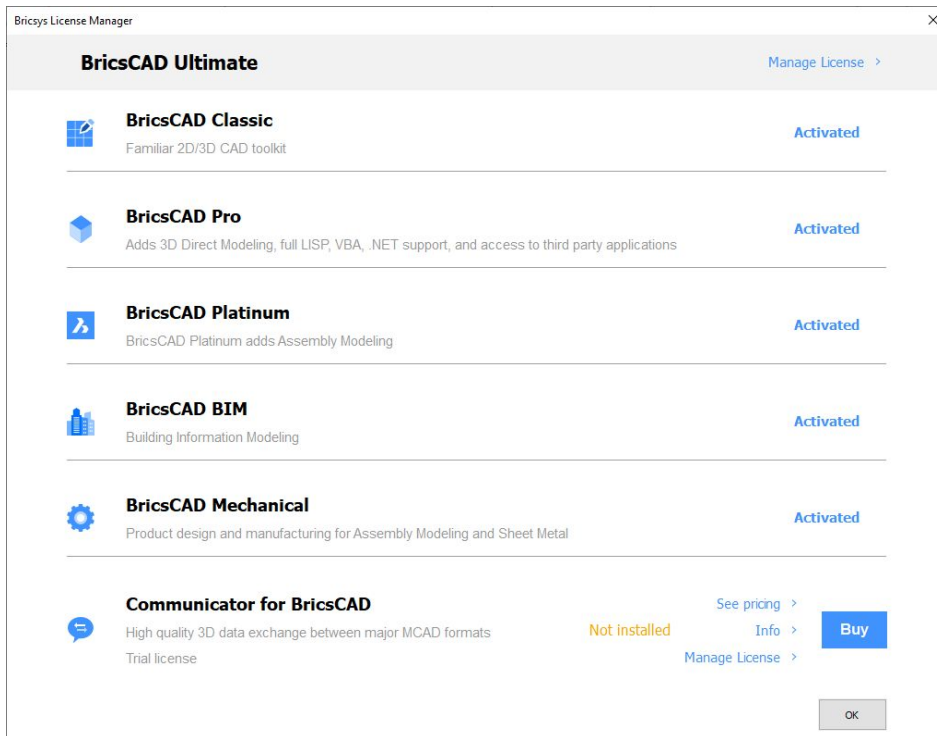 Bricsys License Manager
BricsCAD Ultimate
Manage License
BricsCAD Classic
Familiar 2D/3D CAD toolkit
Activated
BricsCAD Pro
Adds 3D Direct Modeling, full LISP, VBA, .NET support, and access to third party applications
Activated
BricsCAD Platinum
BricsCAD Platinum adds Assembly Modeling
Activated
BricsCAD BIM
Building Information Modeling
Activated
BricsCAD Mechanical
Product design and manufacturing for Assembly Modeling and Sheet Metal
Activated
Communicator for BricsCAD
High quality 3D data exchange between major MCAD formats
Trial license
Not installed
See pricing
Info
Manage License
Buy
OK